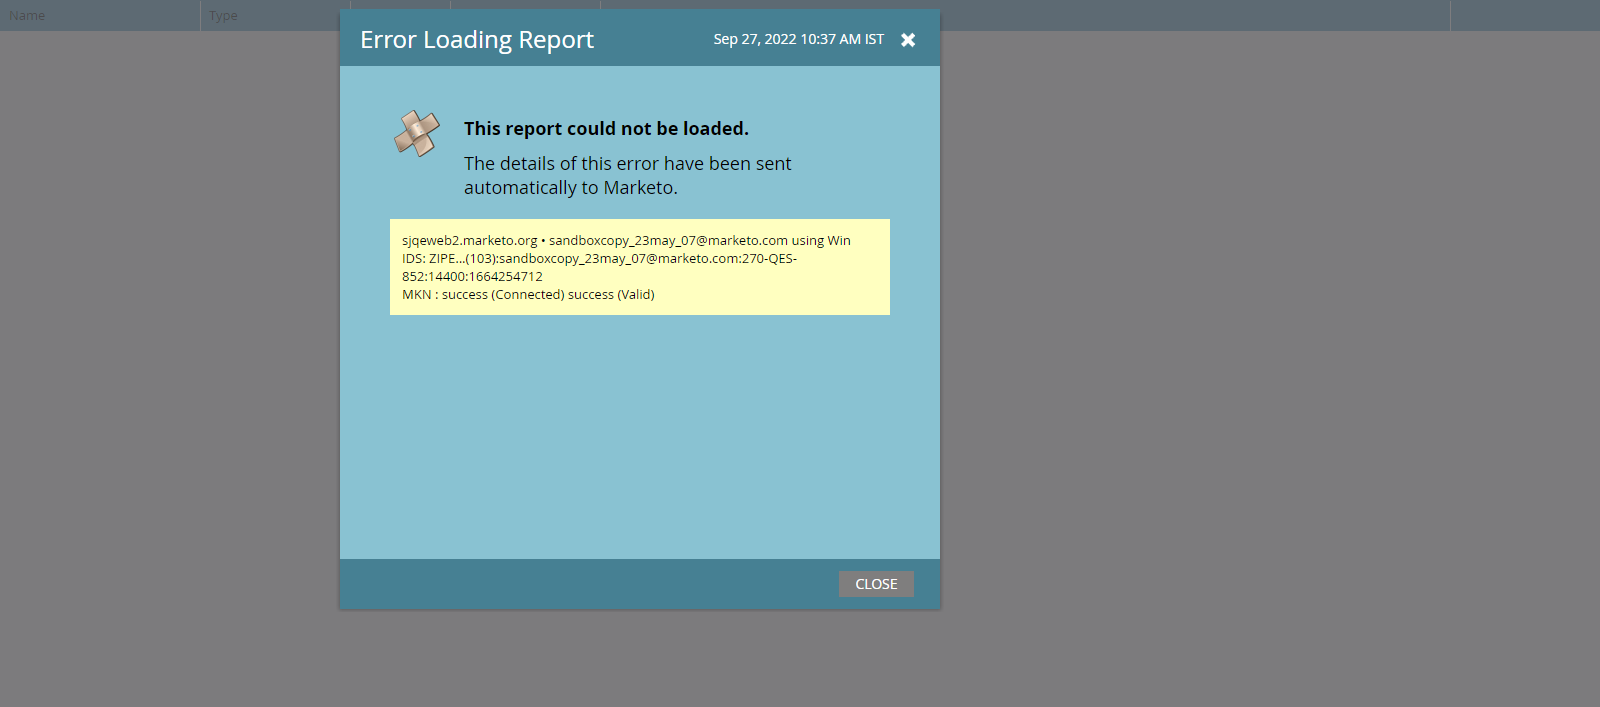 Name Type
Error Loading Report Sep 27, 2022 10:37 AM IST
This report could not be loaded.
The details of this error have been sent
automatically to Marketo.
sjqeweb2.marketo.org • sandboxcopy_23may_07@marketo.com using Win
IDS: ZIPE...(103):sandboxcopy_23may_07@marketo.com:270-QES-
852:14400:1664254712
MKN : success (Connected) success (Valid)
CLOSE